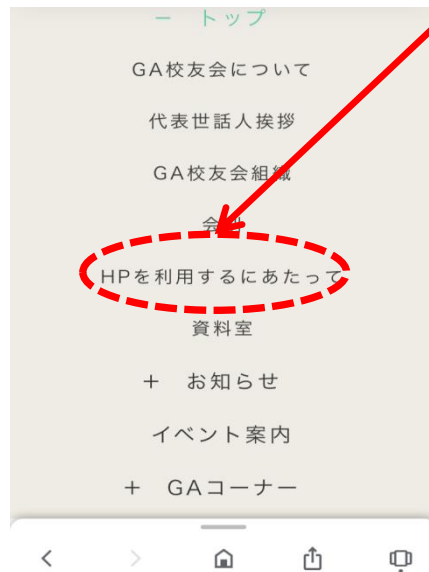 － トップ
GA校友会について
代表世話人挨拶
GA校友会組織
HPを利用するにあたって
資料室
＋ お知らせ
イベント案内
＋ GAコーナー